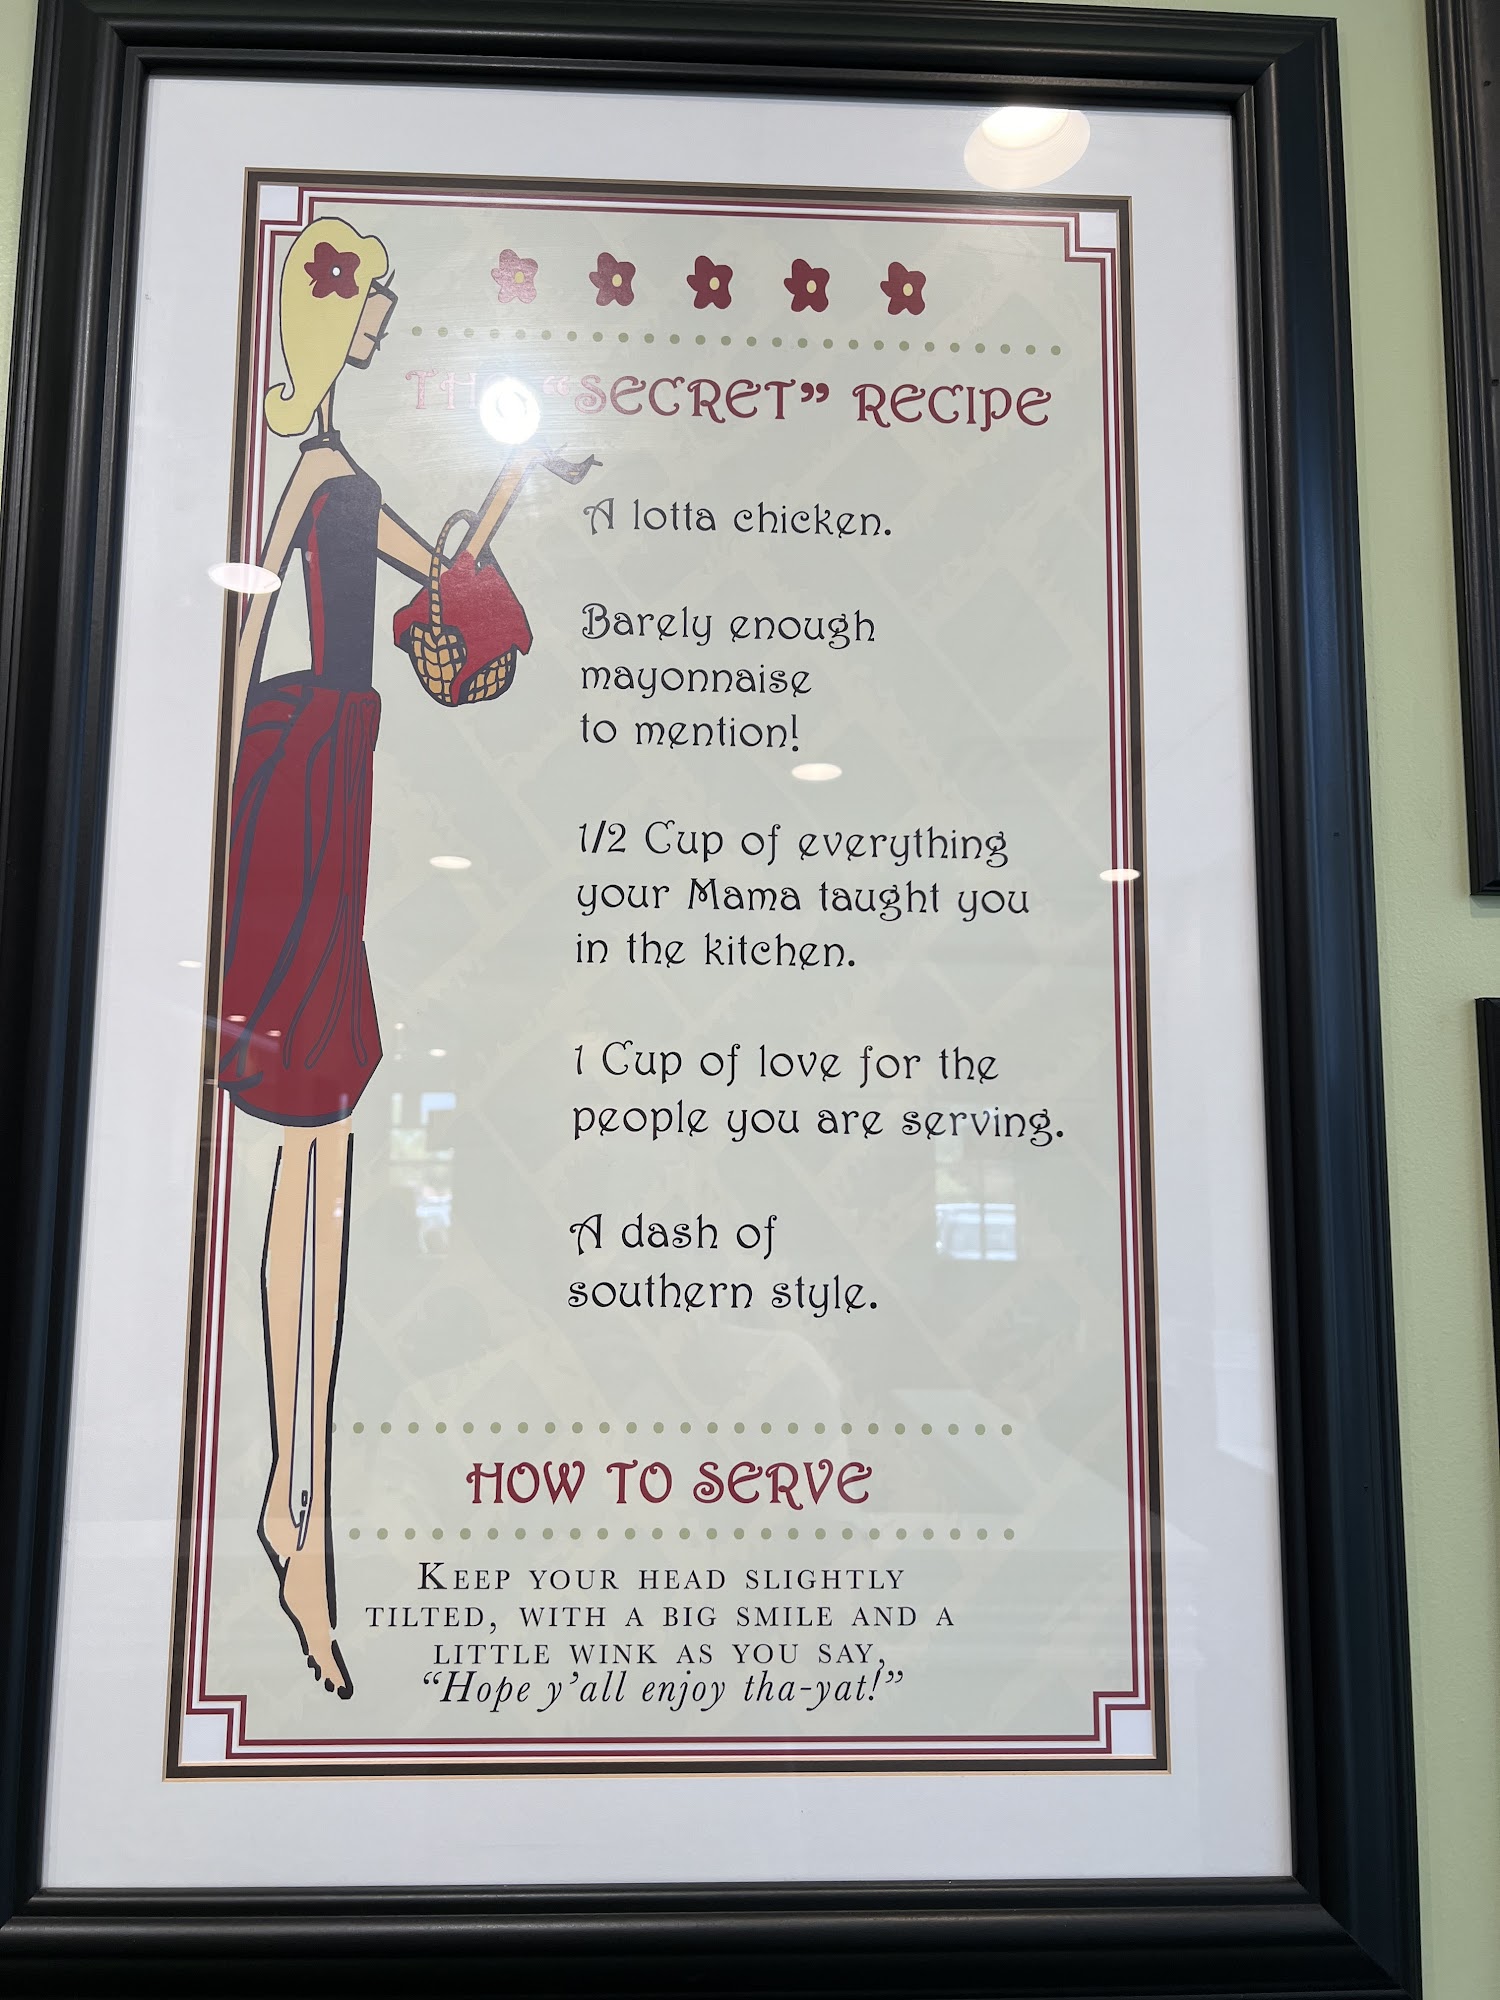 THE “SECRET” RECIPE
A lotta chicken.
Barely enough
mayonnaise
to mention!
1/2 Cup of everything
your Mama taught you
in the kitchen.
1 Cup of love for the
people you are serving.
A dash of
southern style.
HOW TO SERVE
KEEP YOUR HEAD SLIGHTLY
TILTED, WITH A BIG SMILE AND A
LITTLE WINK AS YOU SAY,
“Hope y’all enjoy tha-yat!”